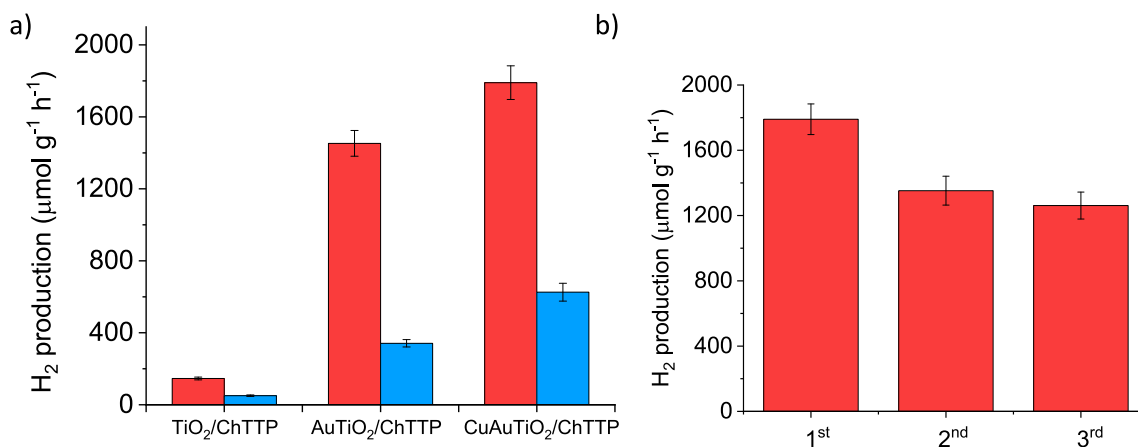 a)
H₂ production (μmol g⁻¹ h⁻¹)
2000
1600
1200
800
400
0
TiO₂/ChTTP AuTiO₂/ChTTP CuAuTiO₂/ChTTP
b)
H₂ production (μmol g⁻¹ h⁻¹)
2000
1600
1200
800
400
0
1ˢᵗ 2ⁿᵈ 3ʳᵈ